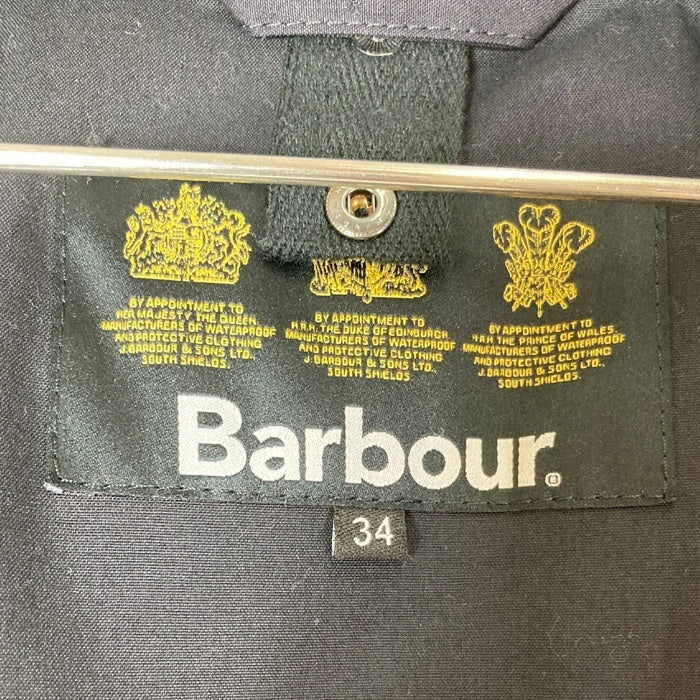 BY APPOINTMENT TO
HER MAJESTY THE QUEEN
MANUFACTURERS OF WATERPROOF
AND PROTECTIVE CLOTHING
J.BARBOUR & SONS LTD.,
SOUTH SHIELDS.
BY APPOINTMENT TO
H.R.H. THE DUKE OF EDINBURGH
MANUFACTURERS OF WATERPROOF
AND PROTECTIVE CLOTHING
J.BARBOUR & SONS LTD.,
SOUTH SHIELDS.
BY APPOINTMENT TO
H.R.H THE PRINCE OF WALES
MANUFACTURERS OF WATERPROOF
AND PROTECTIVE CLOTHING
J.BARBOUR & SONS LTD.,
SOUTH SHIELDS.
Barbour®
34